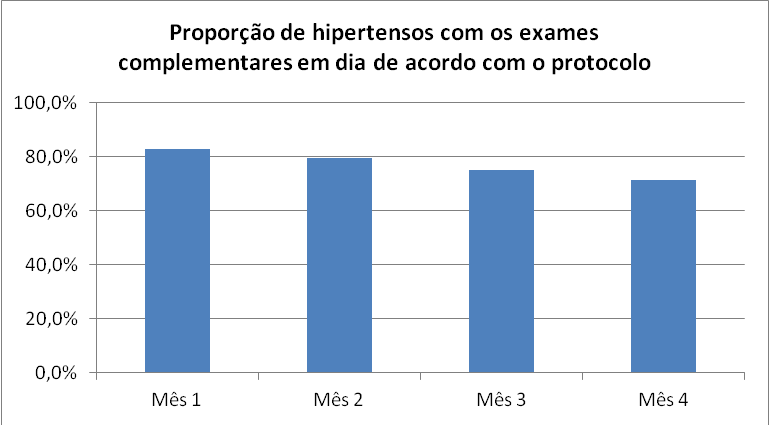 Proporção de hipertensos com os exames
complementares em dia de acordo com o protocolo
100,0%
80,0%
60,0%
40,0%
20,0%
0,0%
Mês 1
Mês 2
Mês 3
Mês 4